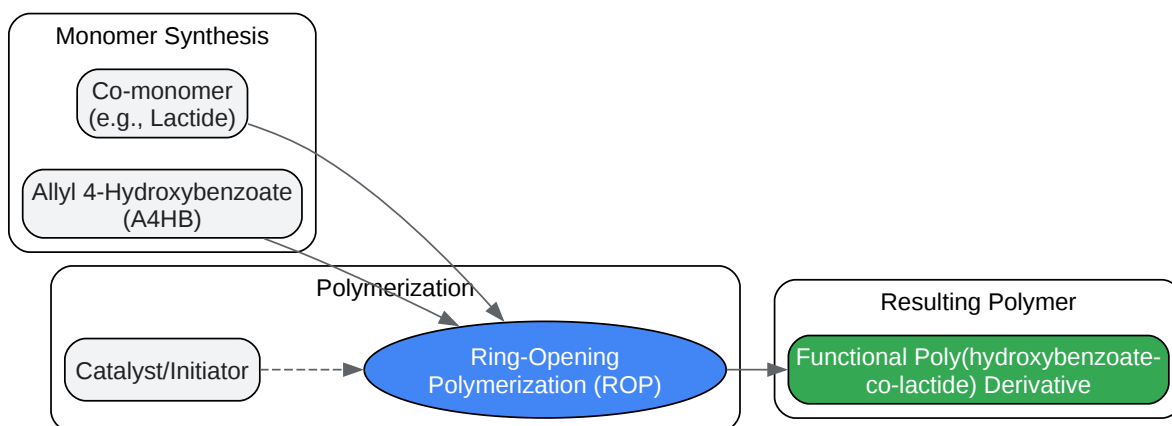 Monomer Synthesis
Co-monomer
(e.g., Lactide)
Allyl 4-Hydroxybenzoate
(A4HB)
Polymerization
Catalyst/Initiator
Ring-Opening
Polymerization (ROP)
Resulting Polymer
Functional Poly(hydroxybenzoate-
co-lactide) Derivative